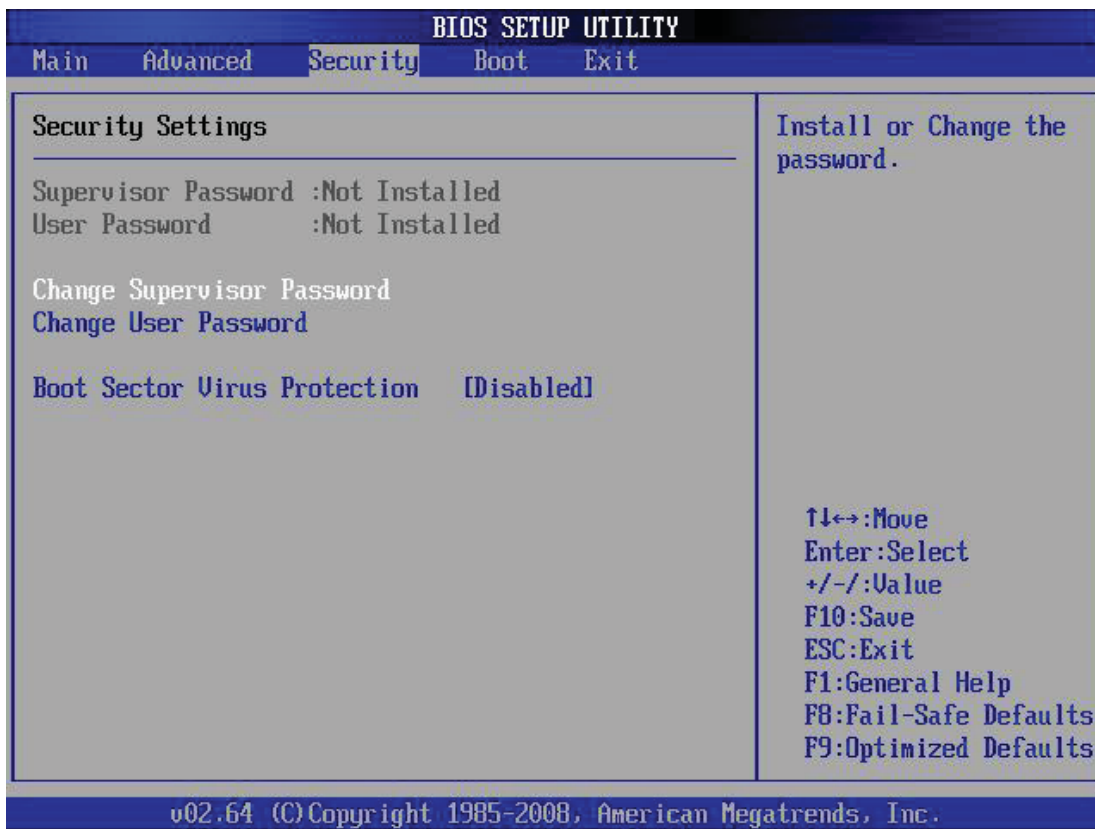 BIOS SETUP UTILITY
Main Advanced Security Boot Exit
Security Settings
Supervisor Password :Not Installed
User Password :Not Installed
Change Supervisor Password
Change User Password
Boot Sector Virus Protection [Disabled]
Install or Change the
password.
↑↓←→:Move
Enter:Select
+/-/:Value
F10:Save
ESC:Exit
F1:General Help
F8:Fail-Safe Defaults
F9:Optimized Defaults
v02.64 (C)Copyright 1985-2008, American Megatrends, Inc.